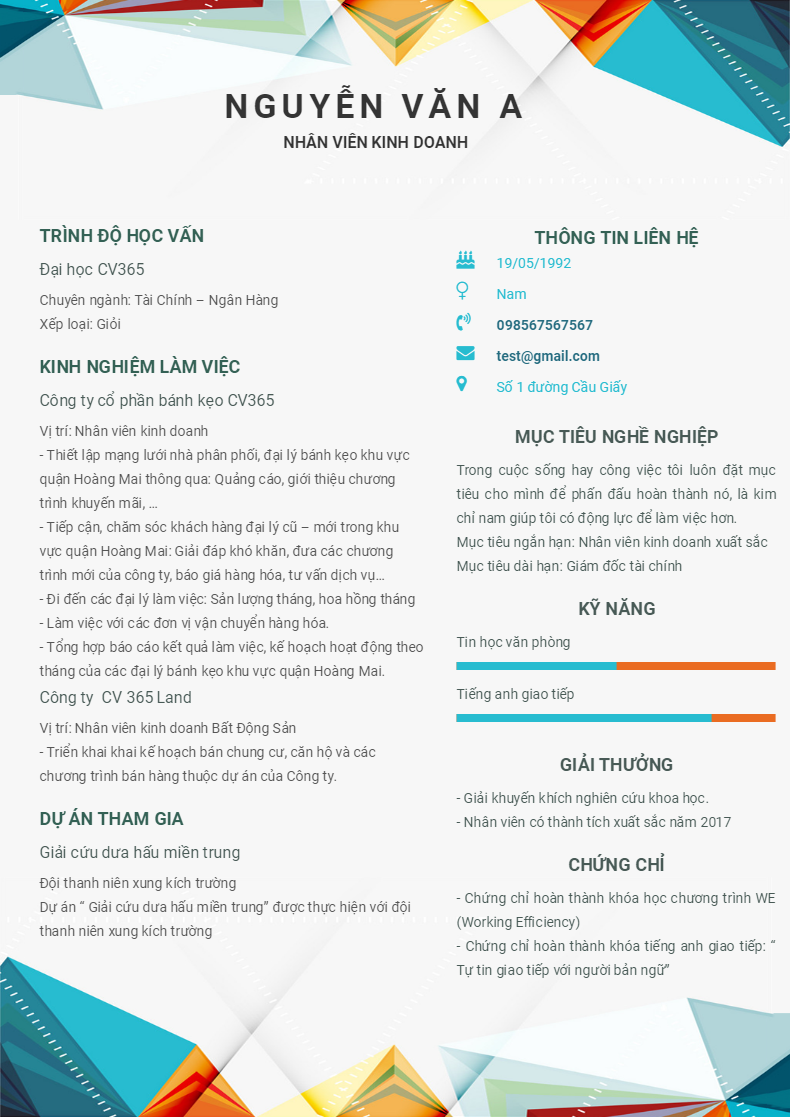 NGUYỄN VĂN A
NHÂN VIÊN KINH DOANH
TRÌNH ĐỘ HỌC VẤN
Đại học CV365
Chuyên ngành: Tài Chính – Ngân Hàng
Xếp loại: Giỏi
KINH NGHIỆM LÀM VIỆC
Công ty cổ phần bánh kẹo CV365
Vị trí: Nhân viên kinh doanh
- Thiết lập mạng lưới nhà phân phối, đại lý bánh kẹo khu vực
quận Hoàng Mai thông qua: Quảng cáo, giới thiệu chương
trình khuyến mãi, ...
- Tiếp cận, chăm sóc khách hàng đại lý cũ – mới trong khu
vực quận Hoàng Mai: Giải đáp khó khăn, đưa các chương
trình mới của công ty, báo giá hàng hóa, tư vấn dịch vụ...
- Đi đến các đại lý làm việc: Sản lượng tháng, hoa hồng tháng
- Làm việc với các đơn vị vận chuyển hàng hóa.
- Tổng hợp báo cáo kết quả làm việc, kế hoạch hoạt động theo
tháng của các đại lý bánh kẹo khu vực quận Hoàng Mai.
Công ty CV 365 Land
Vị trí: Nhân viên kinh doanh Bất Động Sản
- Triển khai khai kế hoạch bán chung cư, căn hộ và các
chương trình bán hàng thuộc dự án của Công ty.
DỰ ÁN THAM GIA
Giải cứu dưa hấu miền trung
Đội thanh niên xung kích trường
Dự án “ Giải cứu dưa hấu miền trung” được thực hiện với đội
thanh niên xung kích trường
THÔNG TIN LIÊN HỆ
19/05/1992
Nam
098567567567
test@gmail.com
Số 1 đường Cầu Giấy
MỤC TIÊU NGHỀ NGHIỆP
Trong cuộc sống hay công việc tôi luôn đặt mục
tiêu cho mình để phấn đấu hoàn thành nó, là kim
chỉ nam giúp tôi có động lực để làm việc hơn.
Mục tiêu ngắn hạn: Nhân viên kinh doanh xuất sắc
Mục tiêu dài hạn: Giám đốc tài chính
KỸ NĂNG
Tin học văn phòng
Tiếng anh giao tiếp
GIẢI THƯỞNG
- Giải khuyến khích nghiên cứu khoa học.
- Nhân viên có thành tích xuất sắc năm 2017
CHỨNG CHỈ
- Chứng chỉ hoàn thành khóa học chương trình WE
(Working Efficiency)
- Chứng chỉ hoàn thành khóa tiếng anh giao tiếp: “
Tự tin giao tiếp với người bản ngữ”